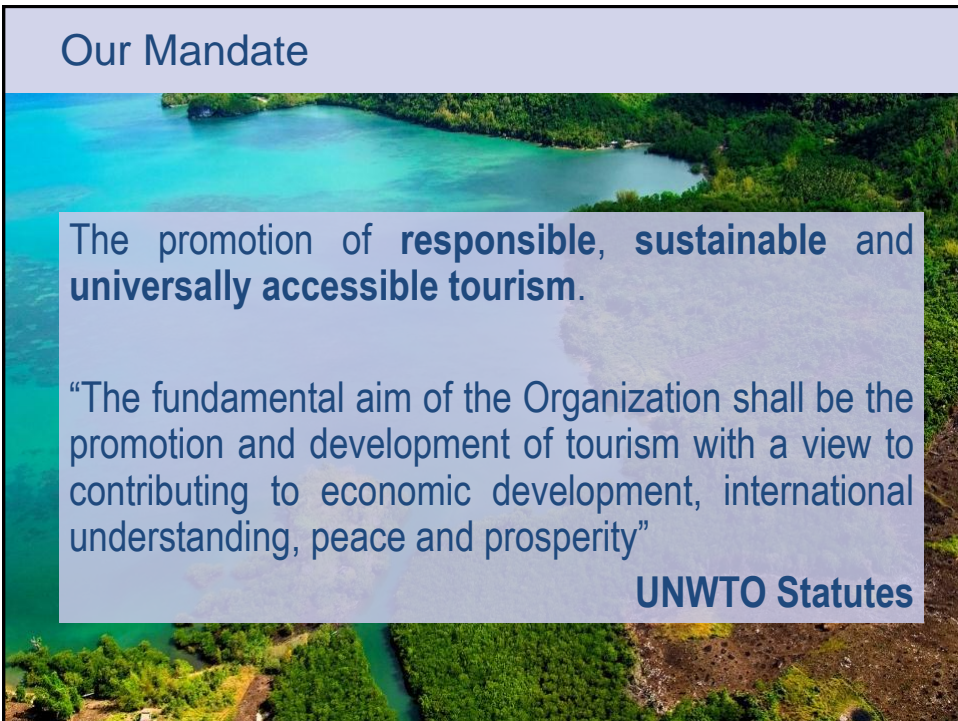 Our Mandate
The promotion of responsible, sustainable and
universally accessible tourism.
“The fundamental aim of the Organization shall be the
promotion and development of tourism with a view to
contributing to economic development, international
understanding, peace and prosperity”
UNWTO Statutes